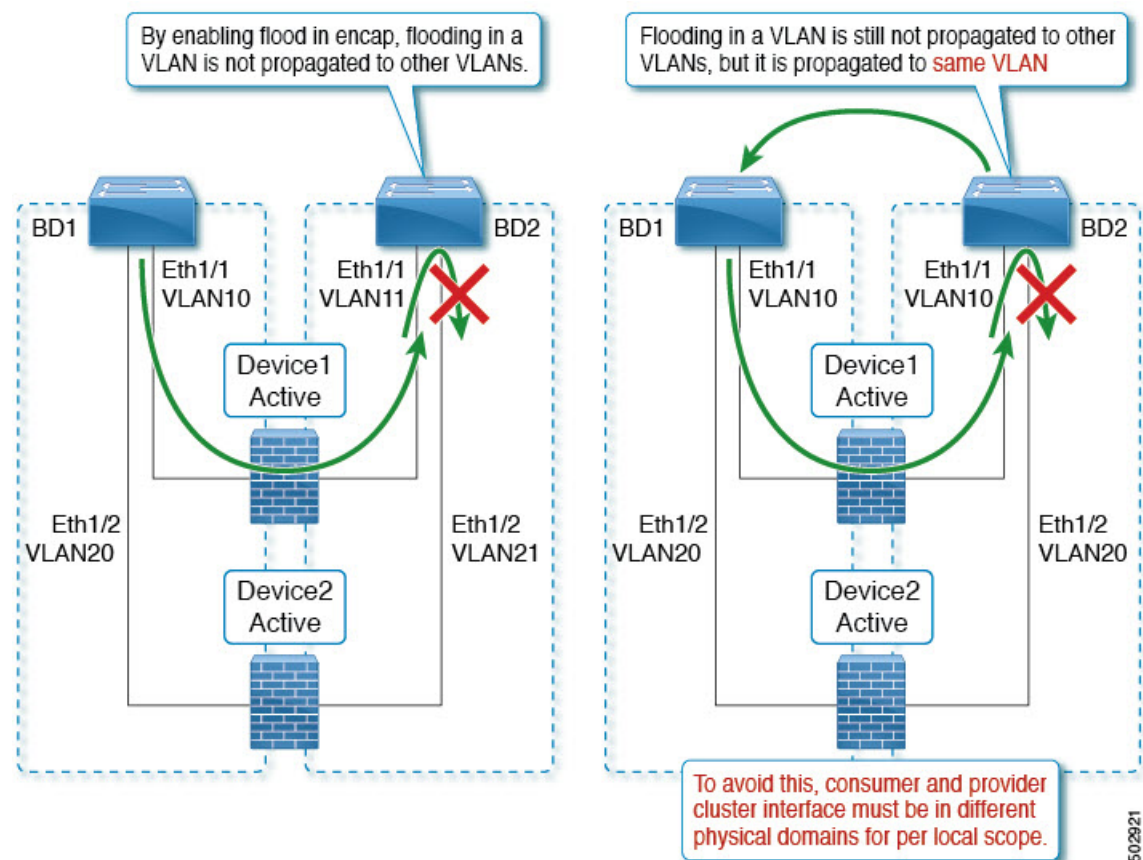 By enabling flood in encap, flooding in a
VLAN is not propagated to other VLANs.
BD1
BD2
Eth1/1
VLAN10
Eth1/1
VLAN11
Device1
Active
Eth1/2
VLAN20
Eth1/2
VLAN21
Device2
Active
Flooding in a VLAN is still not propagated to other
VLANs, but it is propagated to same VLAN
BD1
BD2
Eth1/1
VLAN10
Eth1/1
VLAN10
Device1
Active
Eth1/2
VLAN20
Eth1/2
VLAN20
Device2
Active
To avoid this, consumer and provider
cluster interface must be in different
physical domains for per local scope.
502921